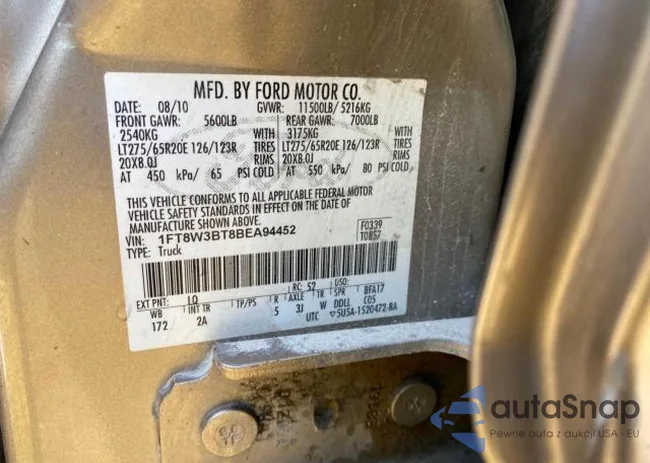 MFD. BY FORD MOTOR CO.
DATE: 08/10 GVWR: 11500LB/ 5216KG
FRONT GAWR: 5600LB REAR GAWR: 7000LB
2540KG WITH 3175KG WITH
LT275/65R20E 126/123R TIRES LT275/65R20E 126/123R TIRES
20X8.0J RIMS 20X8.0J RIMS
AT 450 kPa/ 65 PSI COLD AT 550 kPa/ 80 PSI COLD
THIS VEHICLE CONFORMS TO ALL APPLICABLE FEDERAL MOTOR
VEHICLE SAFETY STANDARDS IN EFFECT ON THE DATE OF
MANUFACTURE SHOWN ABOVE.
VIN: 1FT8W3BT8BEA94452 F0339
TYPE: Truck T0857
EXT PNT: LQ RC: 52 DSO:
WB INT TR TP/PS R AXLE TR SPR BFA17
172 2A 5 3J W DDLL C05
UTC ▽5U5A-1520472-8A
autaSnap
Pewne auta z aukcji USA i EU